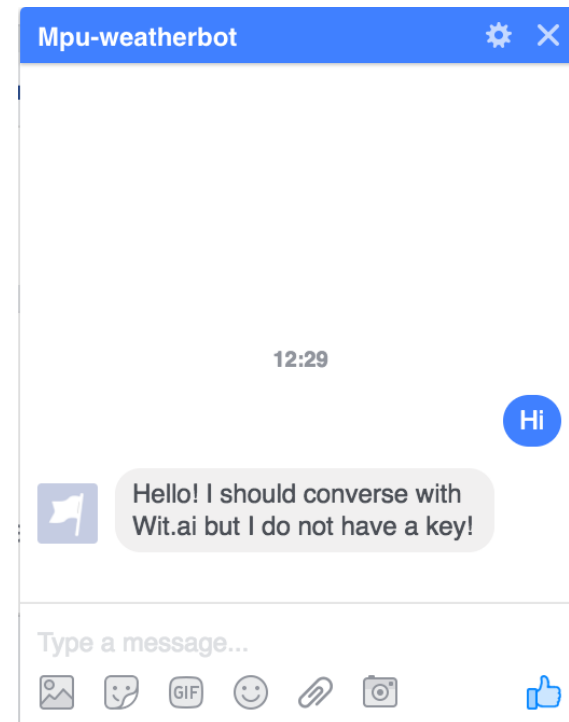 Mpu-weatherbot
12:29
Hi
Hello! I should converse with
Wit.ai but I do not have a key!
Type a message...
GIF